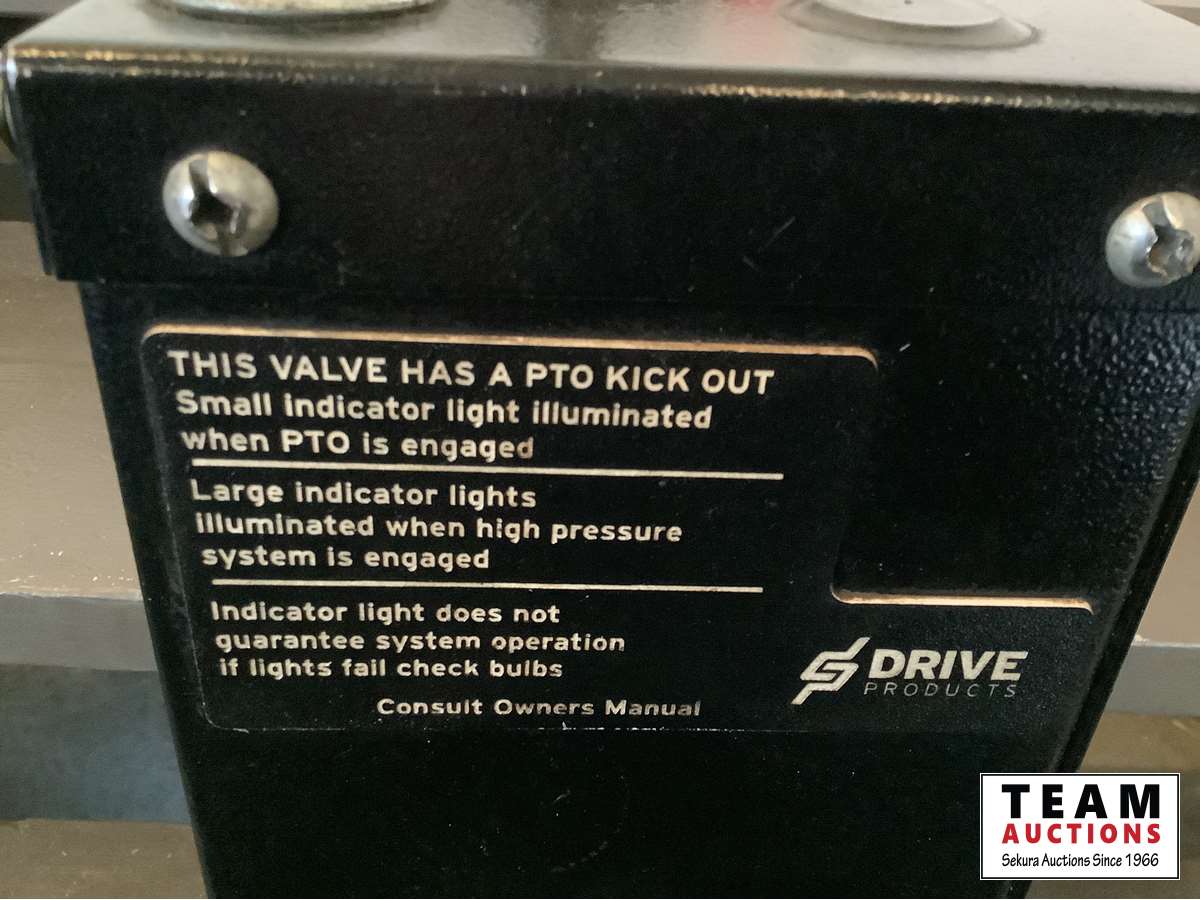 THIS VALVE HAS A PTO KICK OUT
Small indicator light illuminated
when PTO is engaged
Large indicator lights
illuminated when high pressure
system is engaged
Indicator light does not
guarantee system operation
if lights fail check bulbs
Consult Owners Manual
DRIVE
PRODUCTS
TEAM
AUCTIONS
Sekura Auctions Since 1966